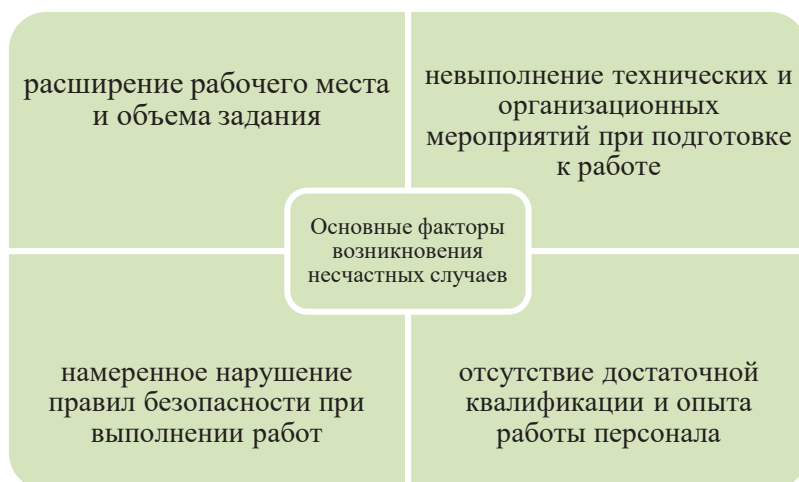 расширение рабочего места
и объема задания
невыполнение технических и
организационных
мероприятий при подготовке
к работе
Основные факторы
возникновения
несчастных случаев
намеренное нарушение
правил безопасности при
выполнении работ
отсутствие достаточной
квалификации и опыта
работы персонала